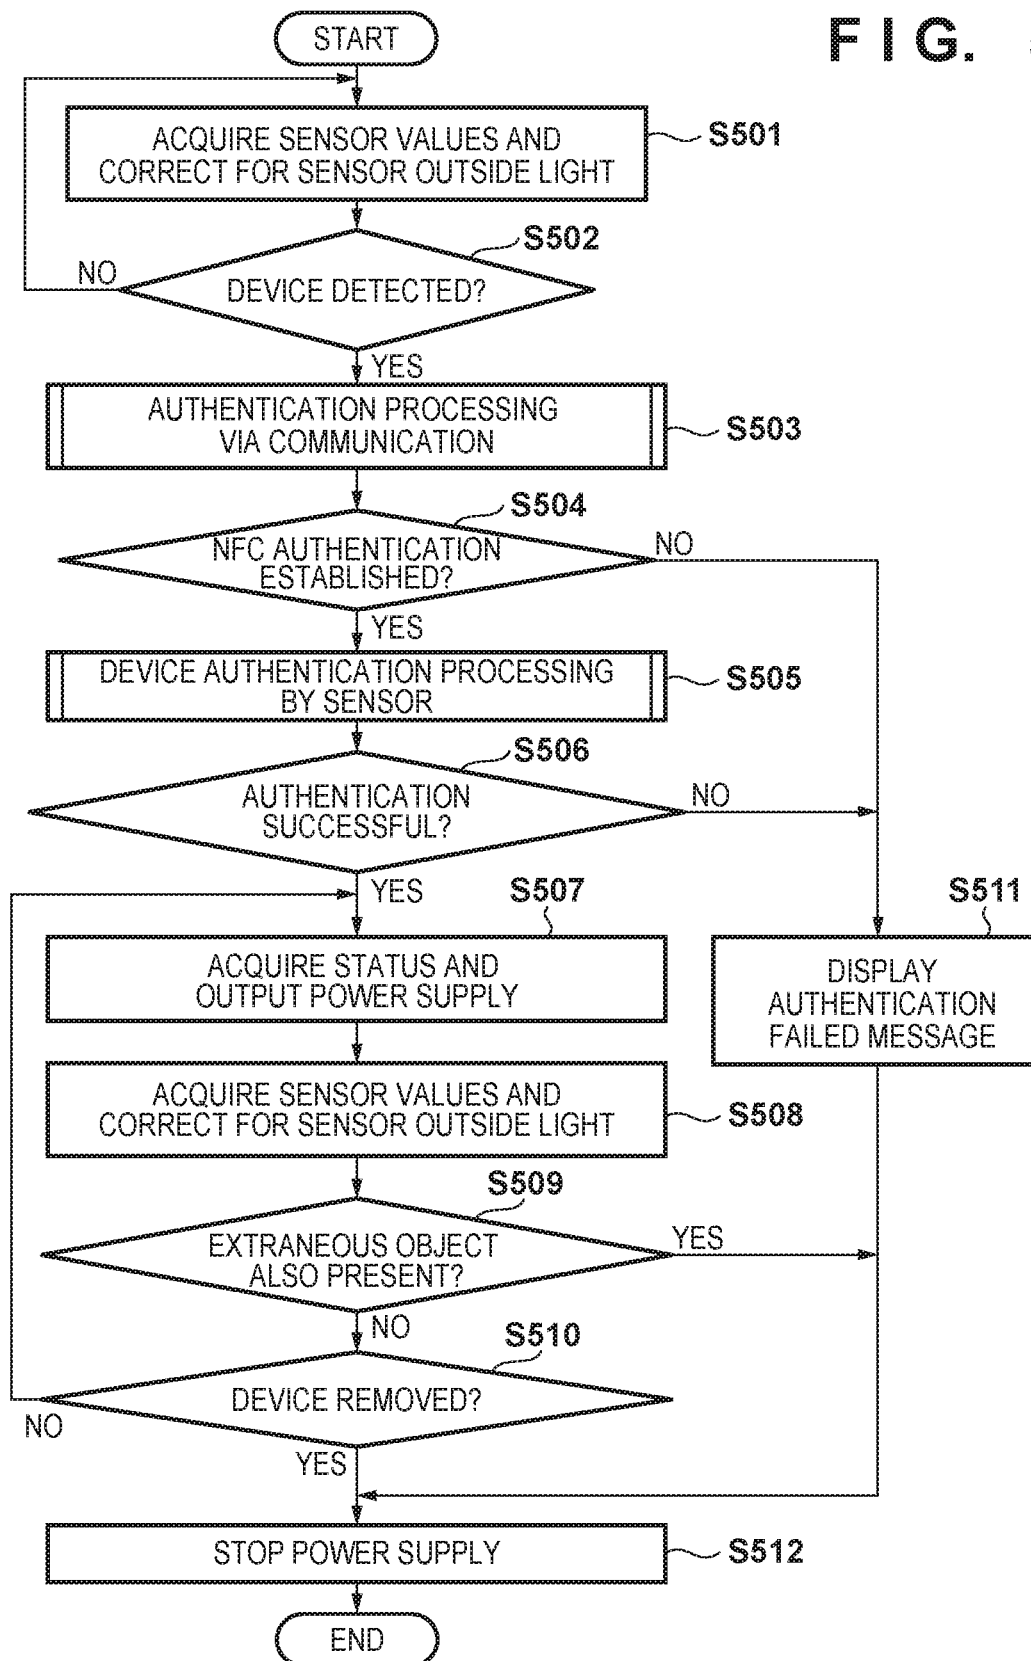 START
FIG.
ACQUIRE SENSOR VALUES AND
CORRECT FOR SENSOR OUTSIDE LIGHT
S501
S502
DEVICE DETECTED?
NO
YES
AUTHENTICATION PROCESSING
VIA COMMUNICATION
S503
S504
NFC AUTHENTICATION
ESTABLISHED?
NO
YES
DEVICE AUTHENTICATION PROCESSING
BY SENSOR
S505
S506
AUTHENTICATION
SUCCESSFUL?
NO
YES
S507
ACQUIRE STATUS AND
OUTPUT POWER SUPPLY
S511
DISPLAY
AUTHENTICATION
FAILED MESSAGE
ACQUIRE SENSOR VALUES AND
CORRECT FOR SENSOR OUTSIDE LIGHT
S508
S509
EXTRANEOUS OBJECT
ALSO PRESENT?
YES
NO
S510
DEVICE REMOVED?
NO
YES
STOP POWER SUPPLY
S512
END